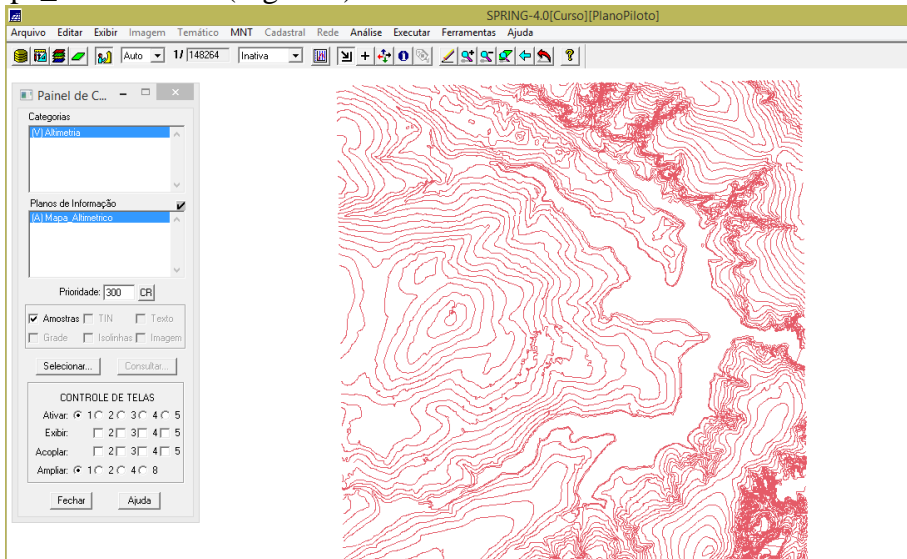 SPRING-4.0[Curso][PlanoPiloto]
Arquivo Editar Exibir Imagem Temático MNT Cadastral Rede Análise Executar Ferramentas Ajuda
Auto 1/ 148264 Inativa
Painel de C...
Categorias
(V) Altimetria
Planos de Informação
(A) Mapa_Altimetrico
Prioridade: 300 CR
Amostras TIN Texto
Grade Isolinhas Imagem
Selecionar... Consultar...
CONTROLE DE TELAS
Ativar: 1 2 3 4 5
Exibir: 2 3 4 5
Acoplar: 2 3 4 5
Ampliar: 1 2 4 8
Fechar Ajuda